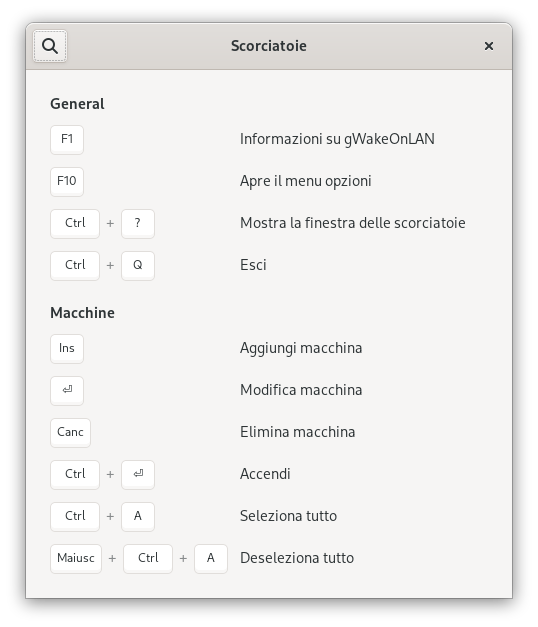 Scorciatoie
General
F1 Informazioni su gWakeOnLAN
F10 Apre il menu opzioni
Ctrl + ? Mostra la finestra delle scorciatoie
Ctrl + Q Esci
Macchine
Ins Aggiungi macchina
⏎ Modifica macchina
Canc Elimina macchina
Ctrl + ⏎ Accendi
Ctrl + A Seleziona tutto
Maiusc + Ctrl + A Deseleziona tutto